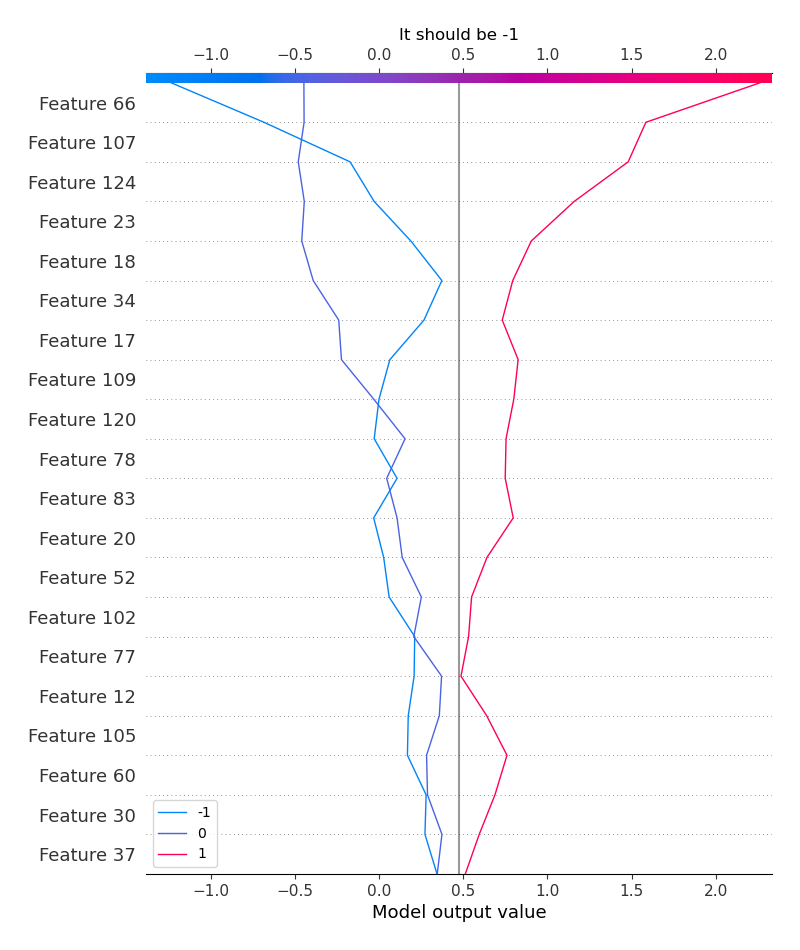 It should be -1
−1.0 −0.5 0.0 0.5 1.0 1.5 2.0
Feature 66
Feature 107
Feature 124
Feature 23
Feature 18
Feature 34
Feature 17
Feature 109
Feature 120
Feature 78
Feature 83
Feature 20
Feature 52
Feature 102
Feature 77
Feature 12
Feature 105
Feature 60
Feature 30
Feature 37
-1
0
1
−1.0 −0.5 0.0 0.5 1.0 1.5 2.0
Model output value